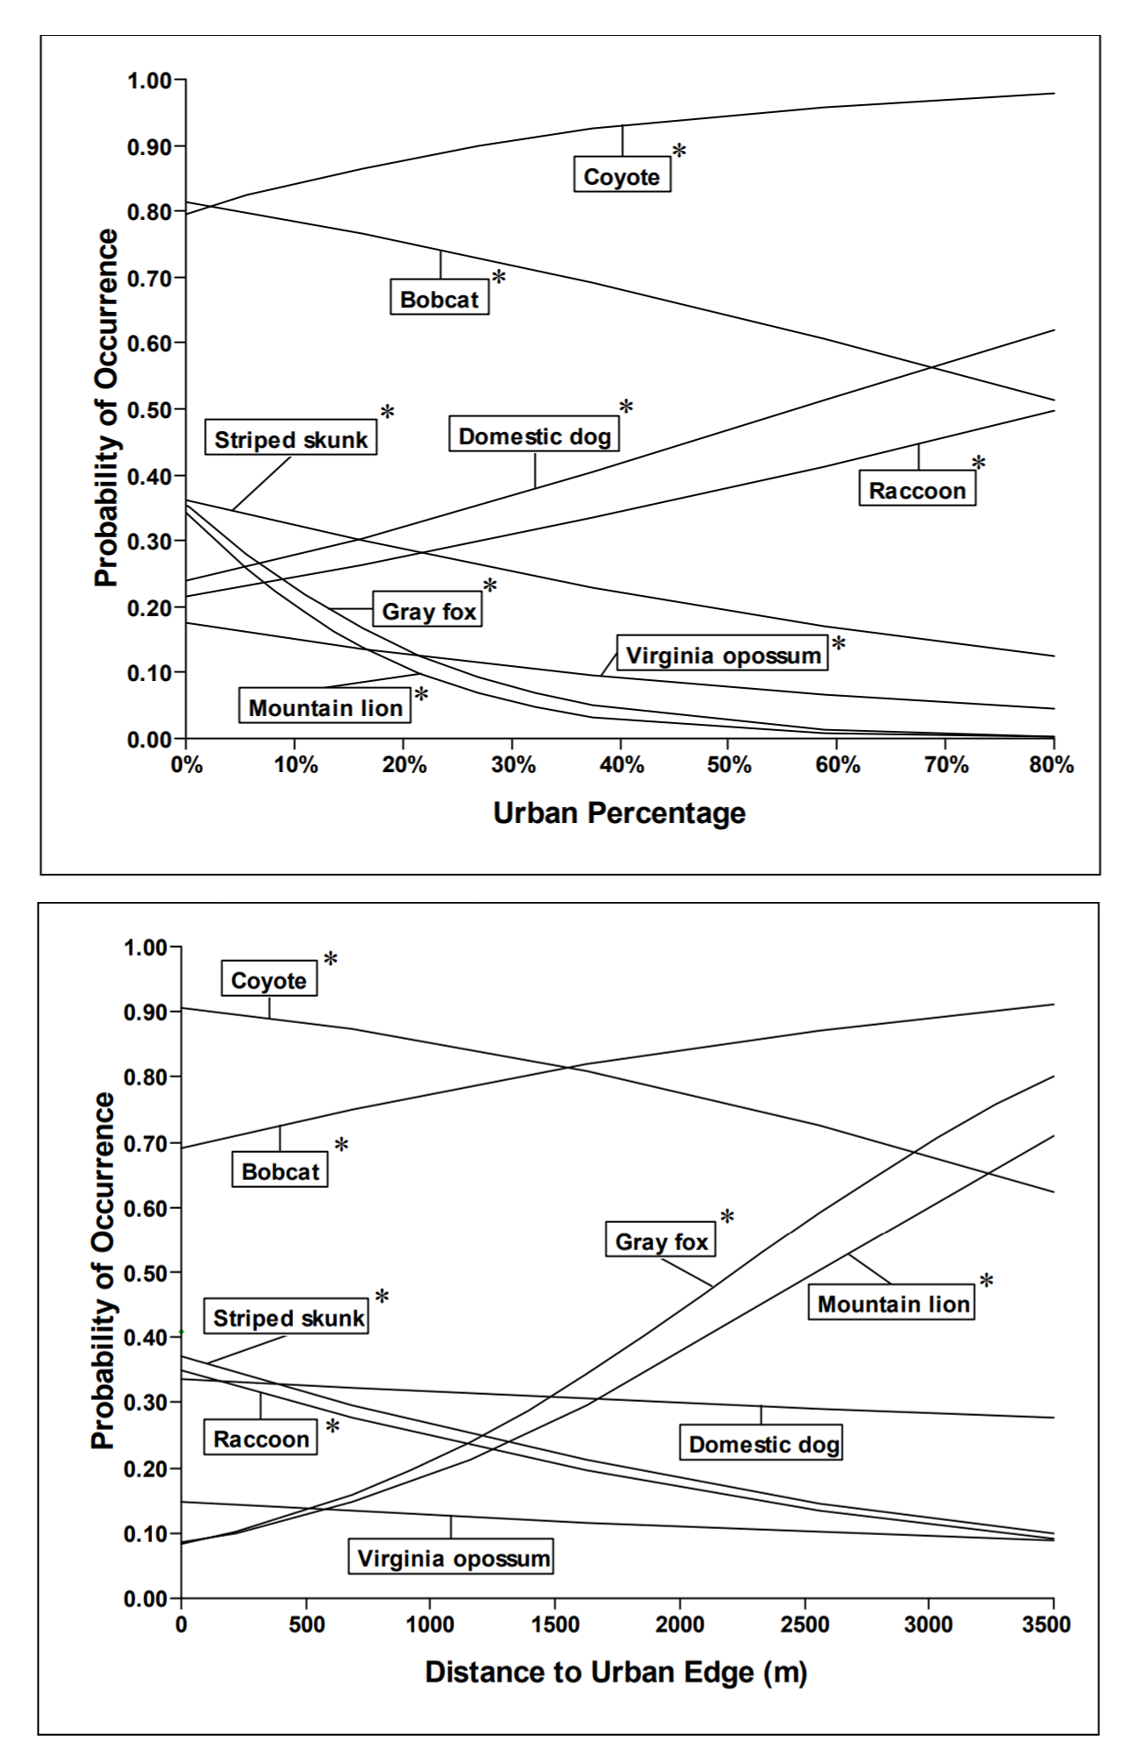 1.00
0.90
0.80
0.70
0.60
0.50
0.40
0.30
0.20
0.10
0.00
Probability of Occurrence
Coyote *
Bobcat *
Striped skunk *
Domestic dog *
Raccoon *
Gray fox *
Virginia opossum *
Mountain lion *
0% 10% 20% 30% 40% 50% 60% 70% 80%
Urban Percentage
1.00
0.90
0.80
0.70
0.60
0.50
0.40
0.30
0.20
0.10
0.00
Probability of Occurrence
Coyote *
Bobcat *
Gray fox *
Mountain lion *
Striped skunk *
Raccoon *
Domestic dog
Virginia opossum
0 500 1000 1500 2000 2500 3000 3500
Distance to Urban Edge (m)